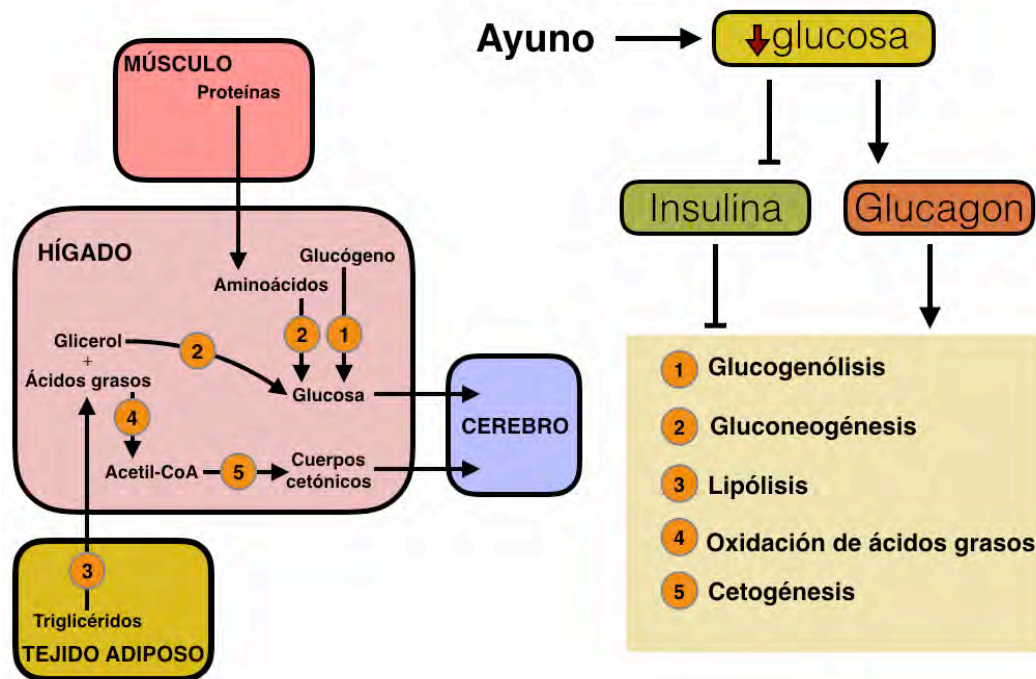 Ayuno
glucosa
Insulina
Glucagon
MÚSCULO
Proteínas
HÍGADO
Glucógeno
Aminoácidos
2
1
Glicerol
2
+
Ácidos grasos
Glucosa
4
Acetil-CoA
5
Cuerpos
cetónicos
CEREBRO
3
Triglicéridos
TEJIDO ADIPOSO
1 Glucogenólisis
2 Gluconeogénesis
3 Lipólisis
4 Oxidación de ácidos grasos
5 Cetogénesis